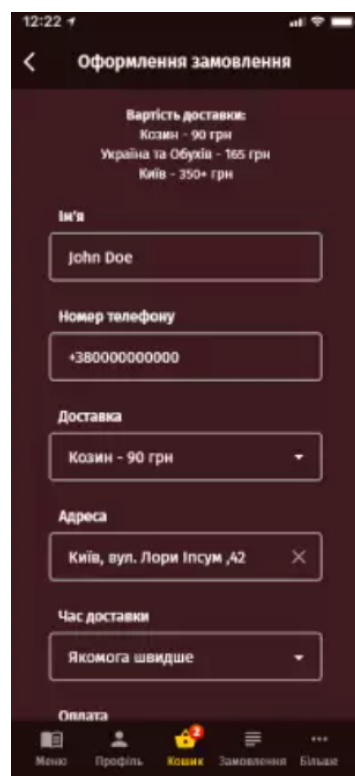 12:22
Оформлення замовлення
Вартість доставки:
Козин - 90 грн
Українa та Обухів - 165 грн
Київ - 350+ грн
Ім'я
John Doe
Номер телефону
+380000000000
Доставка
Козин - 90 грн
Адреса
Київ, вул. Лори Іпсум ,42
Час доставки
Якомога швидше
Оплата
2
Меню Профіль Кошик Замовлення Більше